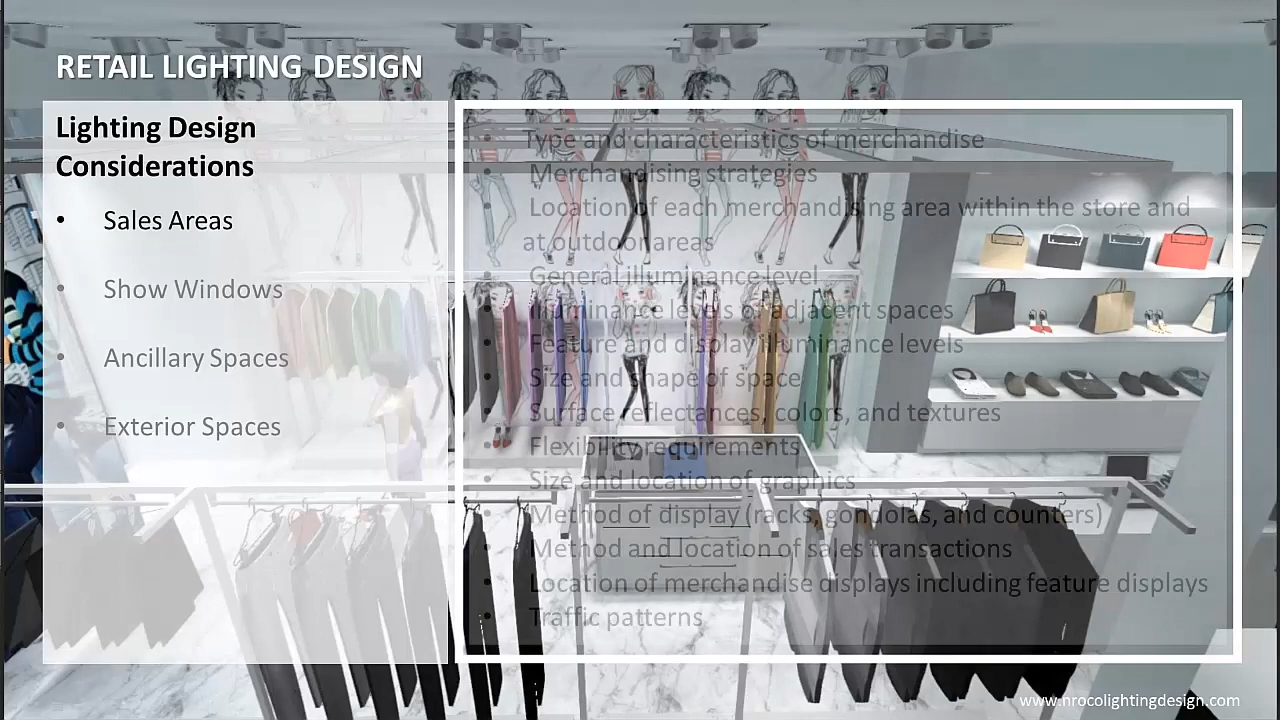 RETAIL LIGHTING DESIGN
Lighting Design
Considerations
• Sales Areas
• Show Windows
• Ancillary Spaces
• Exterior Spaces
• Type and characteristics of merchandise
• Merchandising strategies
• Location of each merchandising area within the store and
at outdoor areas
• General illuminance level
• Illuminance levels of adjacent spaces
• Feature and display illuminance levels
• Size and shape of space
• Surface reflectances, colors, and textures
• Flexibility requirements
• Size and location of graphics
• Method of display (racks, gondolas, and counters)
• Method and location of sales transactions
• Location of merchandise displays including feature displays
• Traffic patterns
www.nrocolightingdesign.com